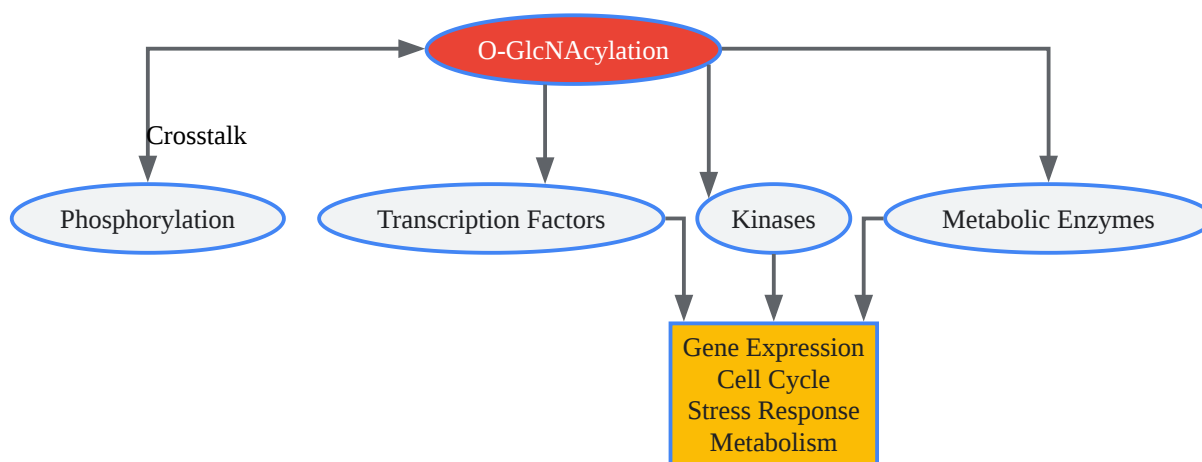 O-GlcNAcylation
Crosstalk
Phosphorylation
Transcription Factors
Kinases
Metabolic Enzymes
Gene Expression
Cell Cycle
Stress Response
Metabolism